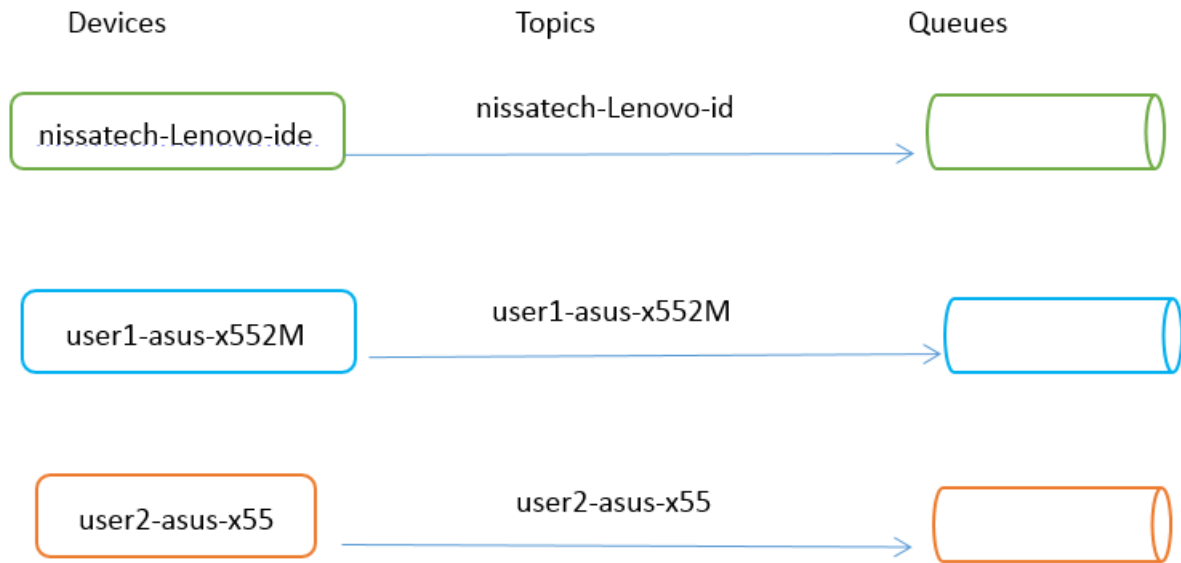 Devices Topics Queues
nissatech-Lenovo-ide nissatech-Lenovo-id
user1-asus-x552M user1-asus-x552M
user2-asus-x55 user2-asus-x55